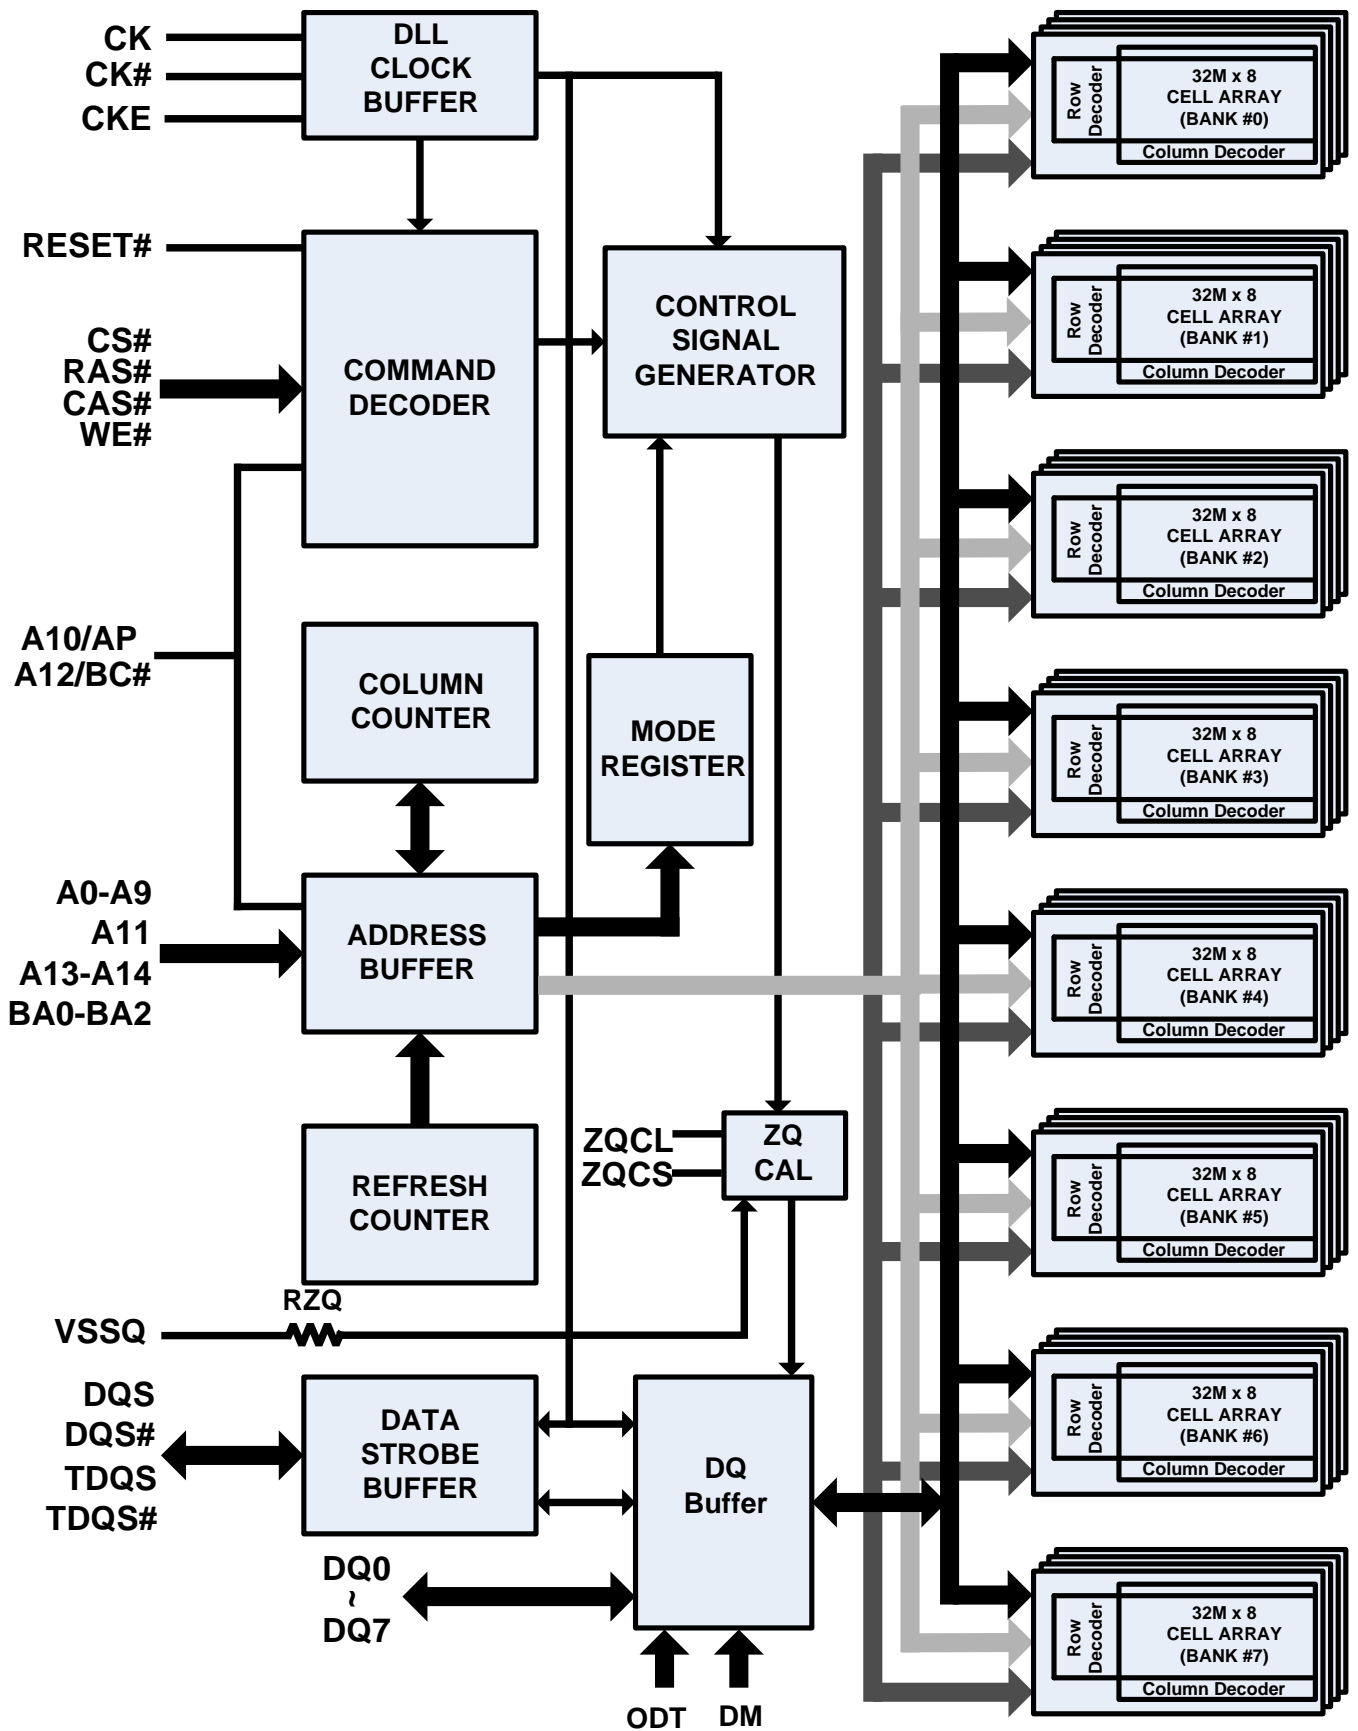 CK
CK#
CKE
DLL
CLOCK
BUFFER
RESET#
CS#
RAS#
CAS#
WE#
COMMAND
DECODER
CONTROL
SIGNAL
GENERATOR
A10/AP
A12/BC#
COLUMN
COUNTER
MODE
REGISTER
A0-A9
A11
A13-A14
BA0-BA2
ADDRESS
BUFFER
REFRESH
COUNTER
ZQCL
ZQCS
ZQ
CAL
RZQ
VSSQ
DQS
DQS#
TDQS
TDQS#
DATA
STROBE
BUFFER
DQ
Buffer
DQ0
~
DQ7
ODT
DM
Row
Decoder
32M x 8
CELL ARRAY
(BANK #0)
Column Decoder
Row
Decoder
32M x 8
CELL ARRAY
(BANK #1)
Column Decoder
Row
Decoder
32M x 8
CELL ARRAY
(BANK #2)
Column Decoder
Row
Decoder
32M x 8
CELL ARRAY
(BANK #3)
Column Decoder
Row
Decoder
32M x 8
CELL ARRAY
(BANK #4)
Column Decoder
Row
Decoder
32M x 8
CELL ARRAY
(BANK #5)
Column Decoder
Row
Decoder
32M x 8
CELL ARRAY
(BANK #6)
Column Decoder
Row
Decoder
32M x 8
CELL ARRAY
(BANK #7)
Column Decoder